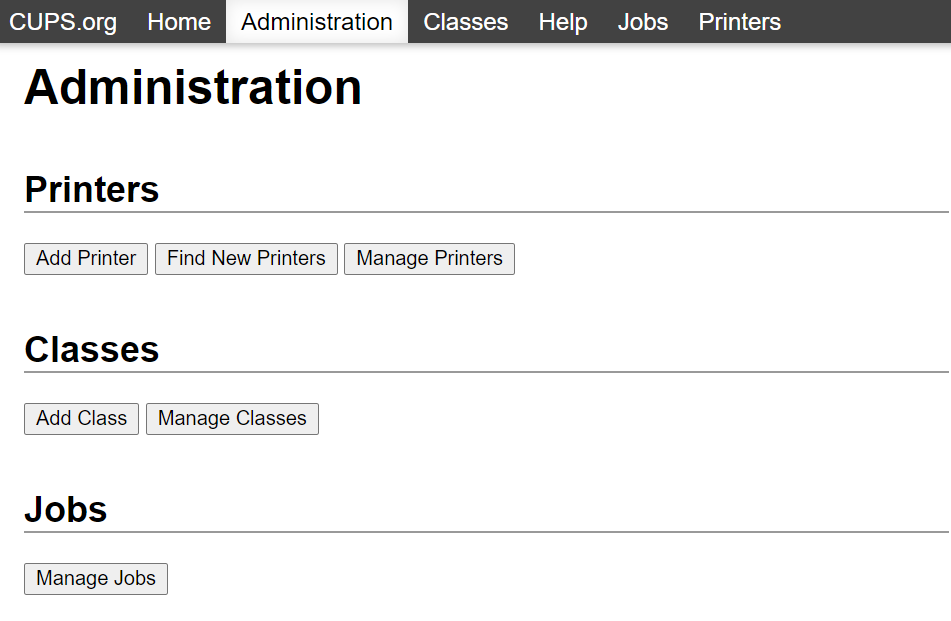 CUPS.org Home Administration Classes Help Jobs Printers
Administration
Printers
Add Printer Find New Printers Manage Printers
Classes
Add Class Manage Classes
Jobs
Manage Jobs